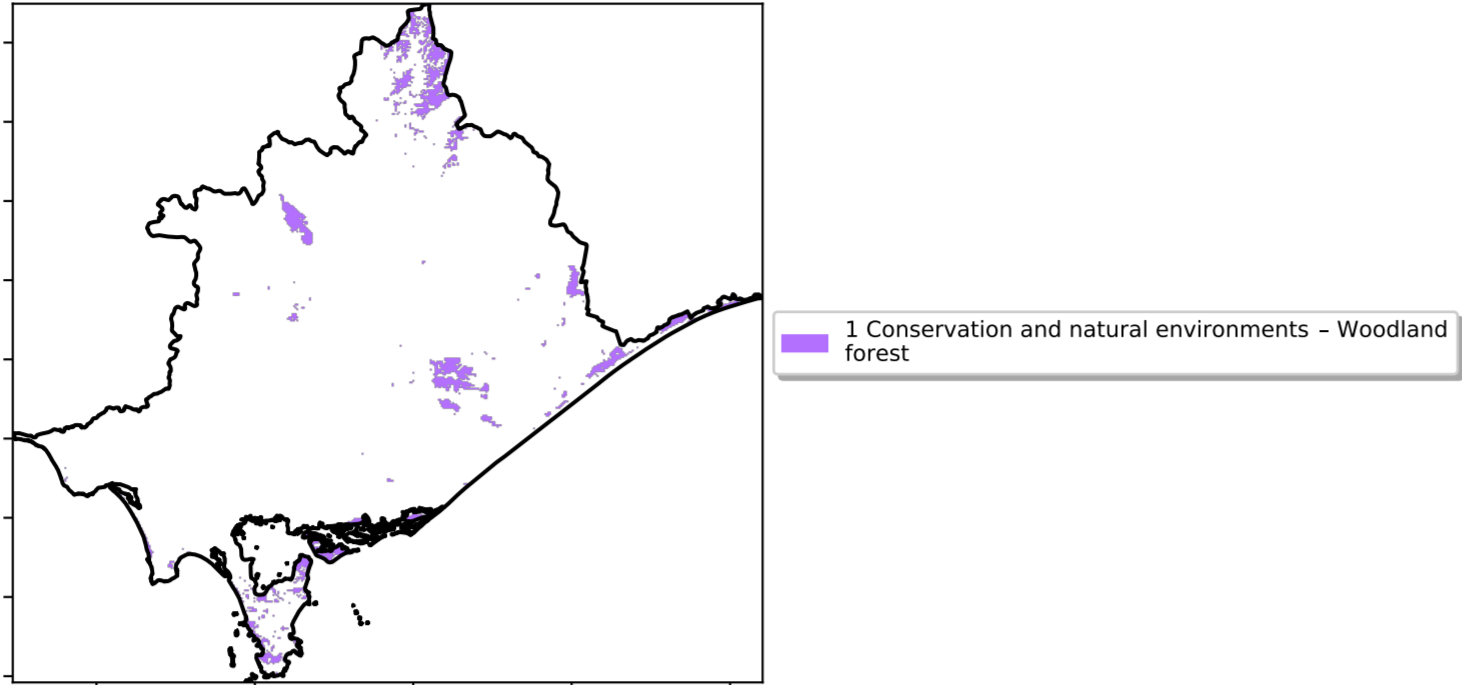 1 Conservation and natural environments – Woodland
forest